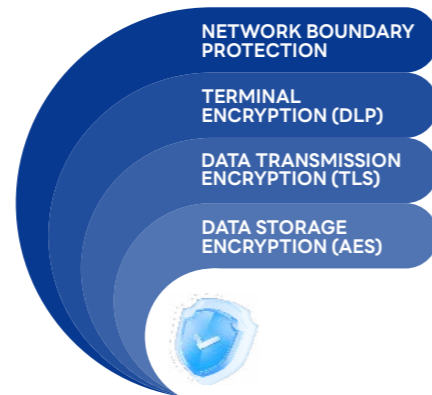 NETWORK BOUNDARY
PROTECTION
TERMINAL
ENCRYPTION (DLP)
DATA TRANSMISSION
ENCRYPTION (TLS)
DATA STORAGE
ENCRYPTION (AES)